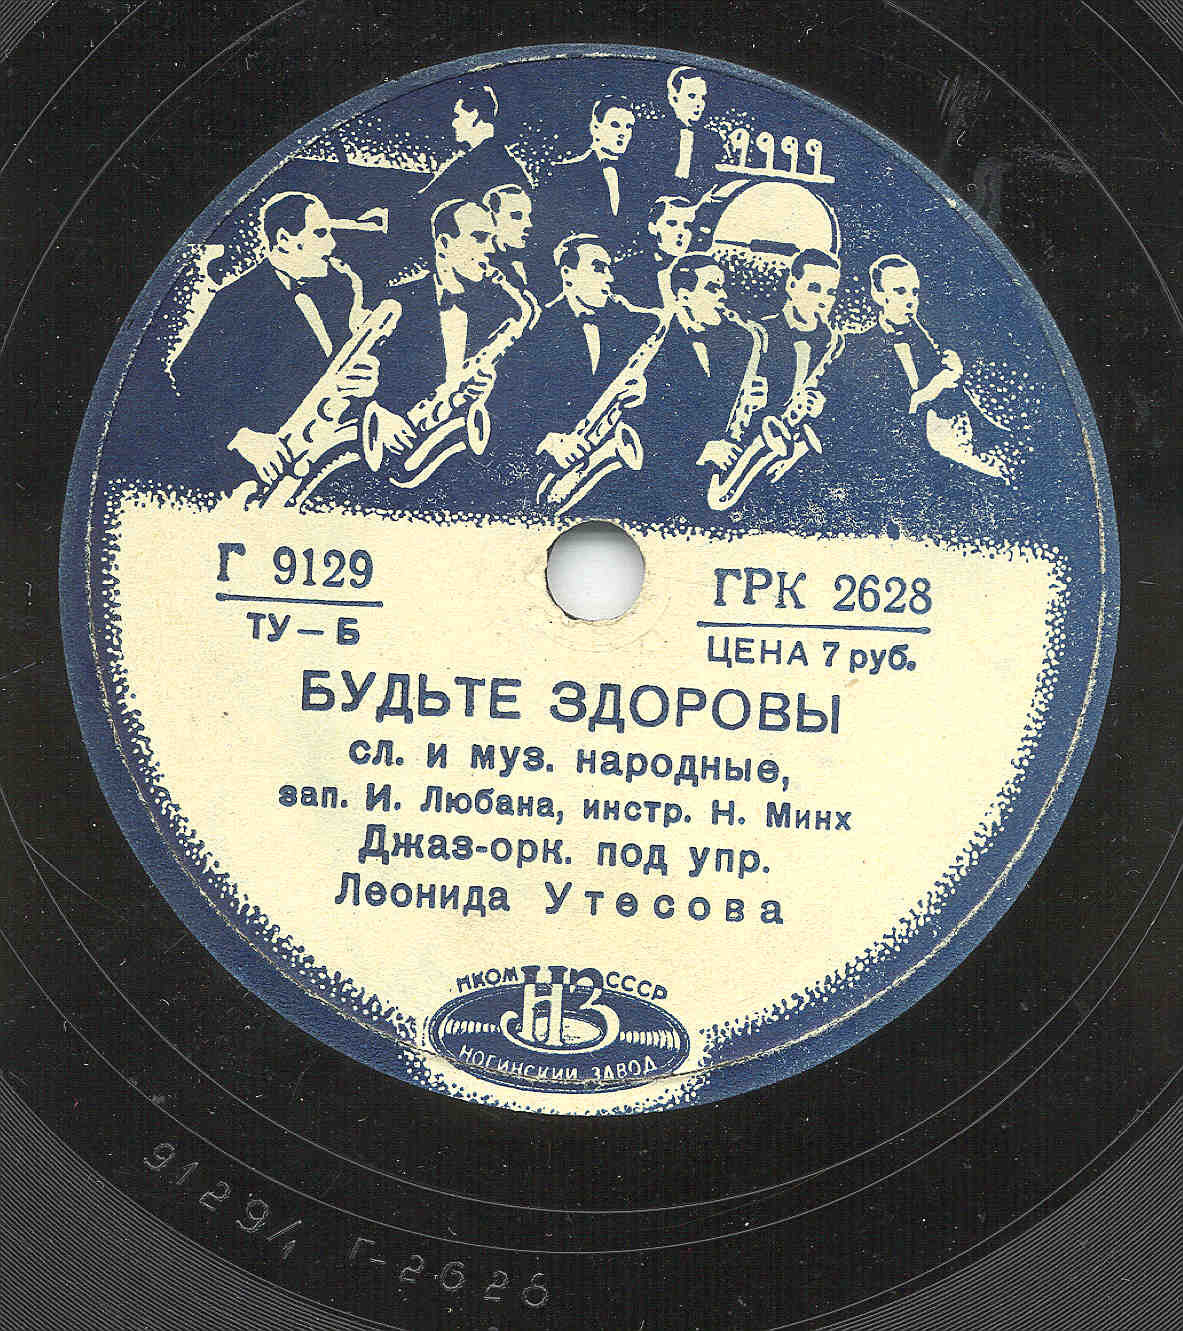 Г 9129
ТУ–Б
ГРК 2628
ЦЕНА 7 руб.
БУДЬТЕ ЗДОРОВЫ
сл. и муз. народные,
зап. И. Любана, инстр. Н. Минх
Джаз-орк. под упр.
Леонида Утесова
НКОМ НЗ СССР
НОГИНСКИЙ ЗАВОД
9129/1 Г-2628